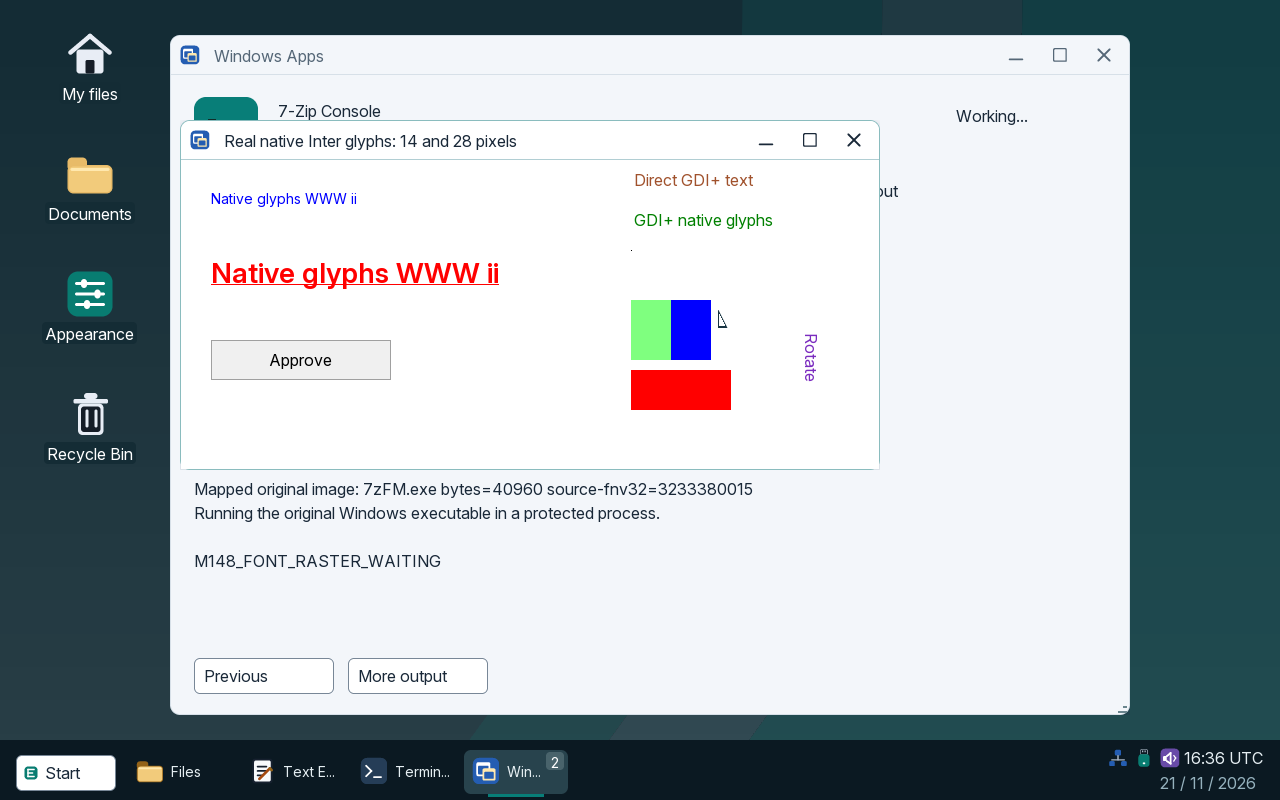 My files
Documents
Appearance
Recycle Bin
Windows Apps
7-Zip Console
Working...
Real native Inter glyphs: 14 and 28 pixels
Native glyphs WWW ii
Direct GDI+ text
GDI+ native glyphs
Native glyphs WWW ii
Approve
Rotate
Mapped original image: 7zFM.exe bytes=40960 source-fnv32=3233380015
Running the original Windows executable in a protected process.
M148_FONT_RASTER_WAITING
Previous
More output
Start
Files
Text E...
Termin...
Win...
2
16:36 UTC
21 / 11 / 2026